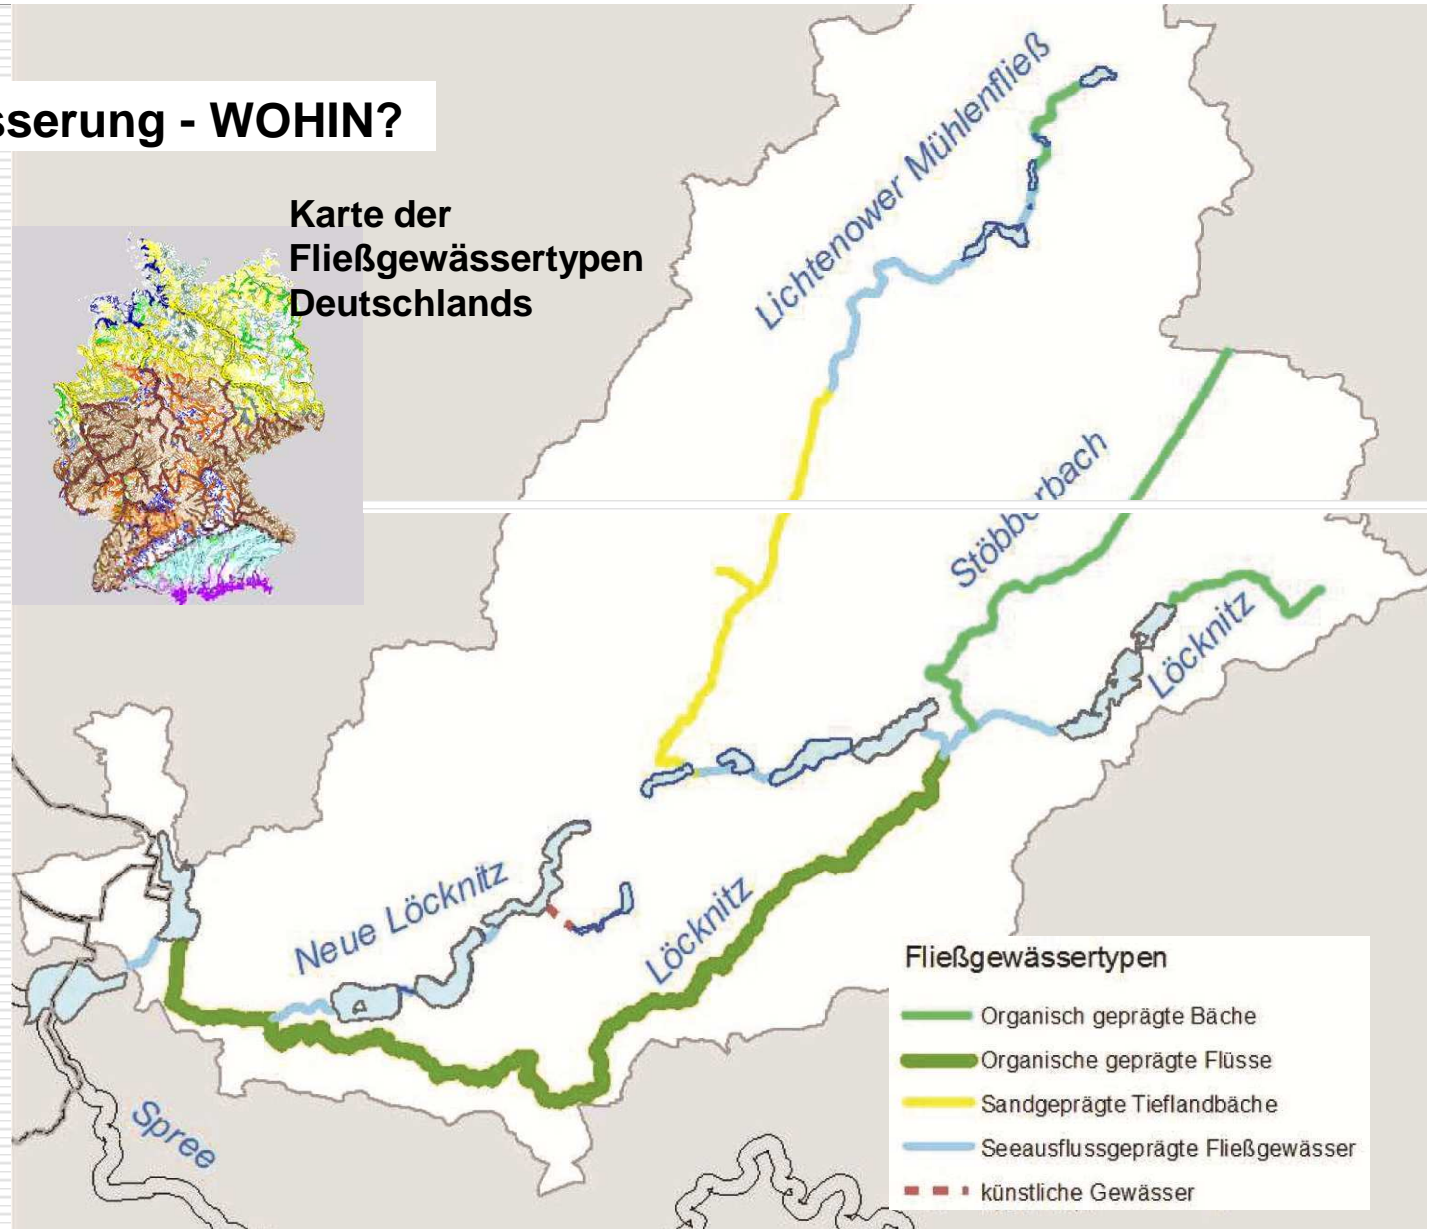 sserung - WOHIN?
Karte der
Fließgewässertypen
Deutschlands
Lichtenower Mühlenfließ
Stöbberbach
Löcknitz
Neue Löcknitz
Löcknitz
Spree
Fließgewässertypen
Organisch geprägte Bäche
Organische geprägte Flüsse
Sandgeprägte Tieflandbäche
Seeausflussgeprägte Fließgewässer
künstliche Gewässer